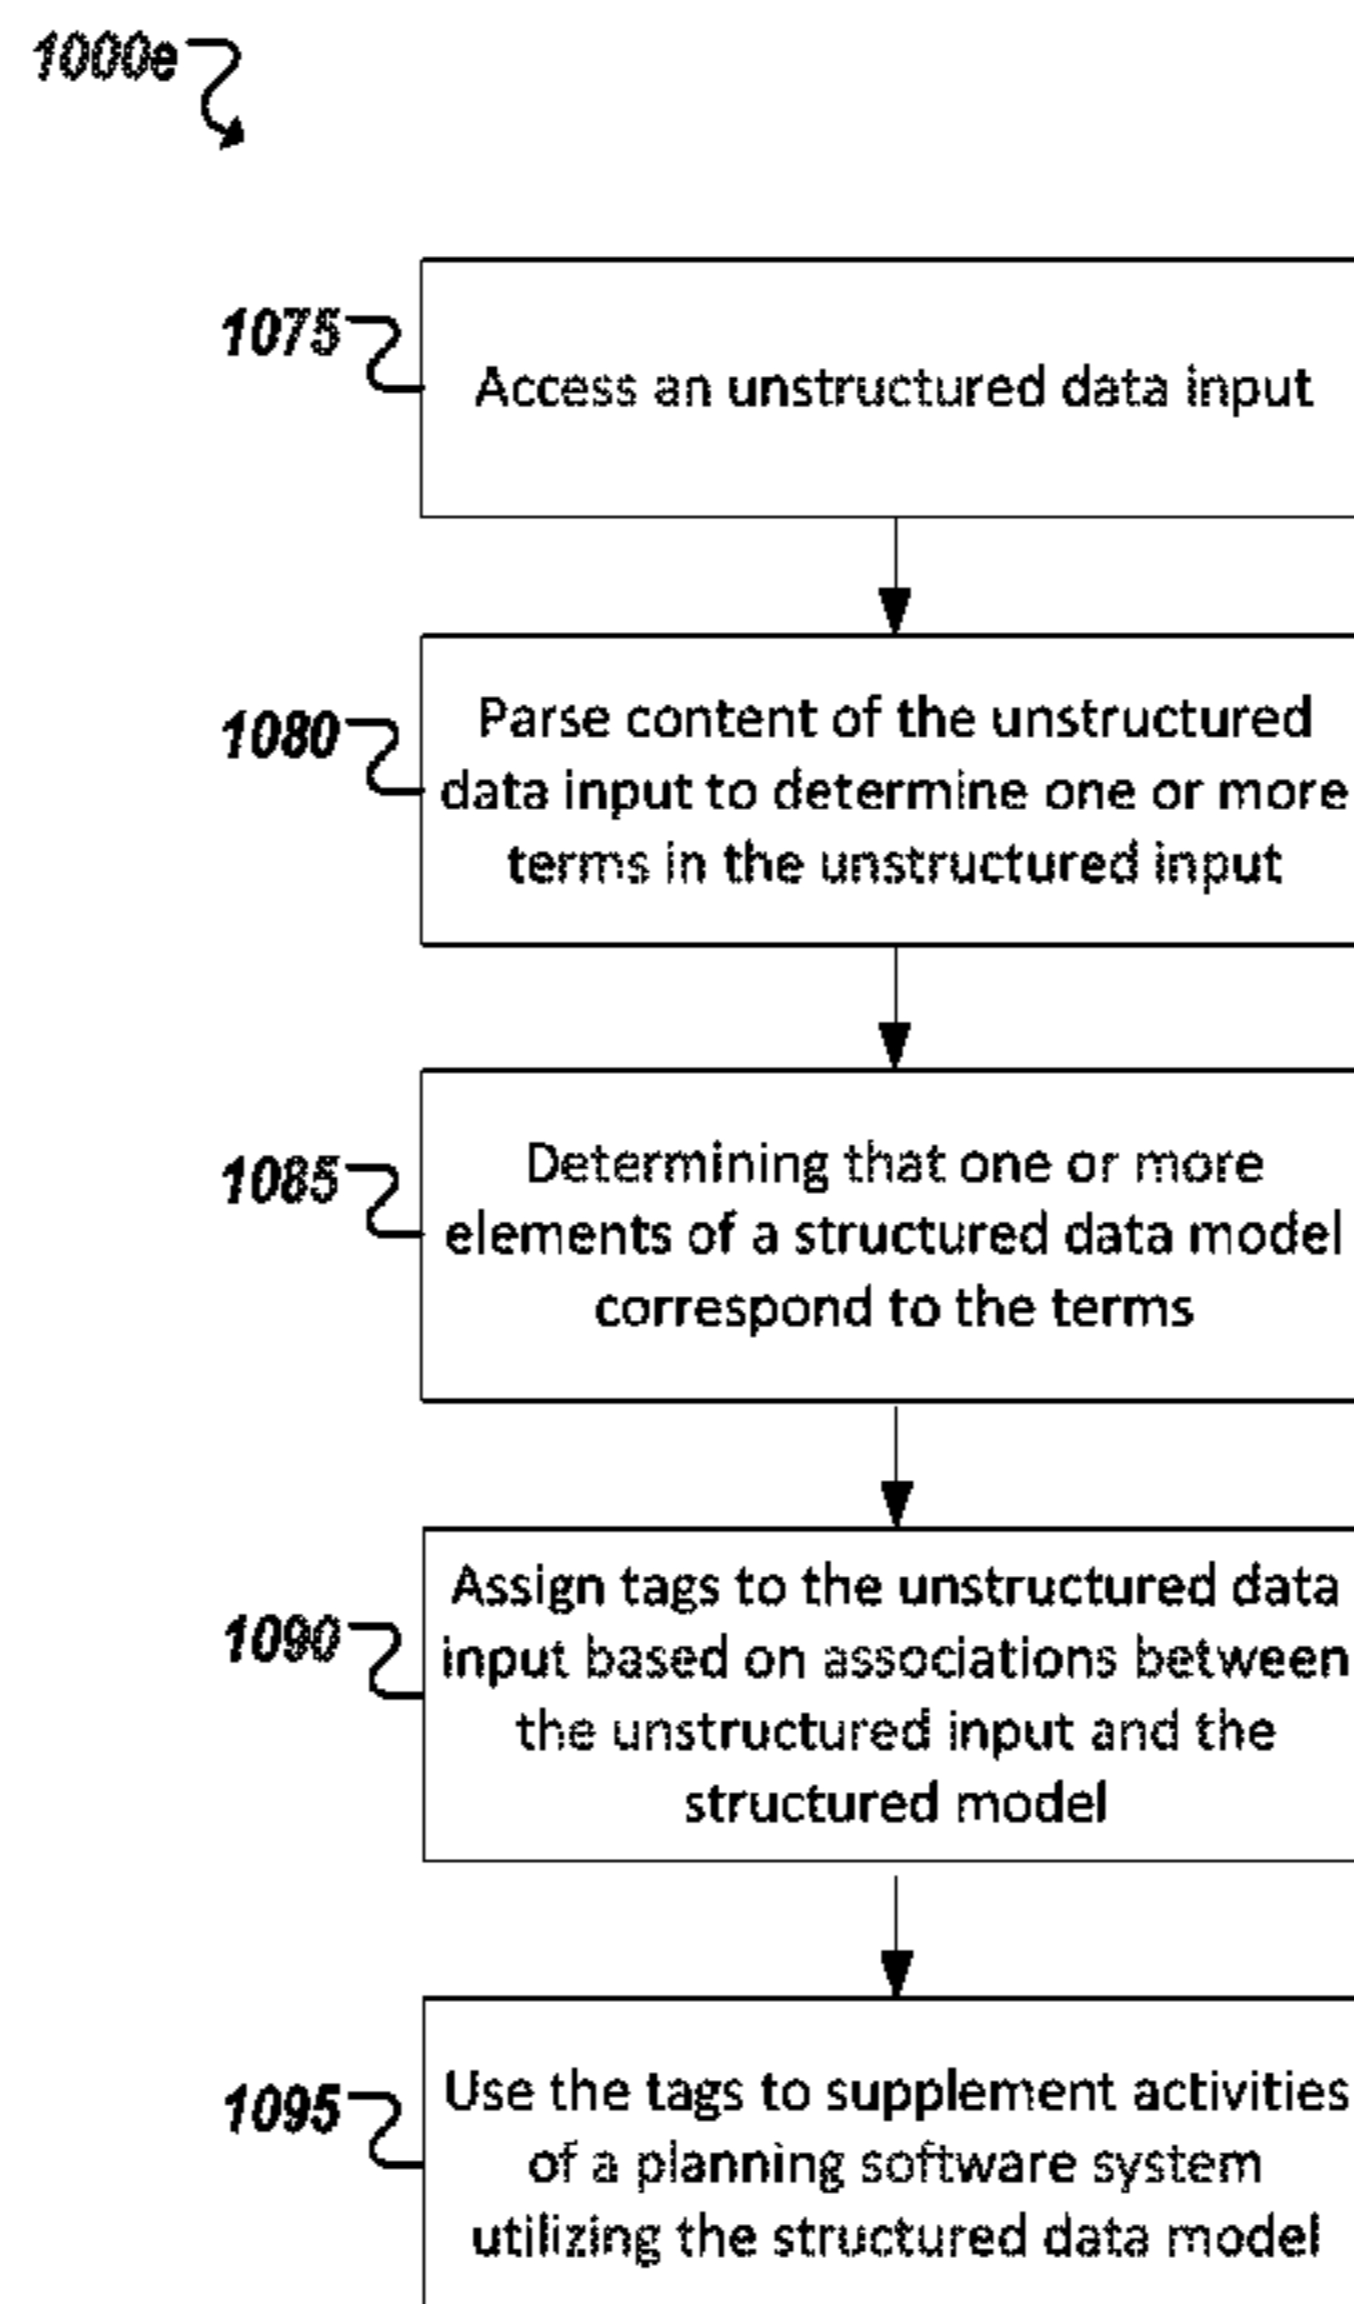 1000e
1075
Access an unstructured data input
1080
Parse content of the unstructured
data input to determine one or more
terms in the unstructured input
1085
Determining that one or more
elements of a structured data model
correspond to the terms
1090
Assign tags to the unstructured data
input based on associations between
the unstructured input and the
structured model
1095
Use the tags to supplement activities
of a planning software system
utilizing the structured data model